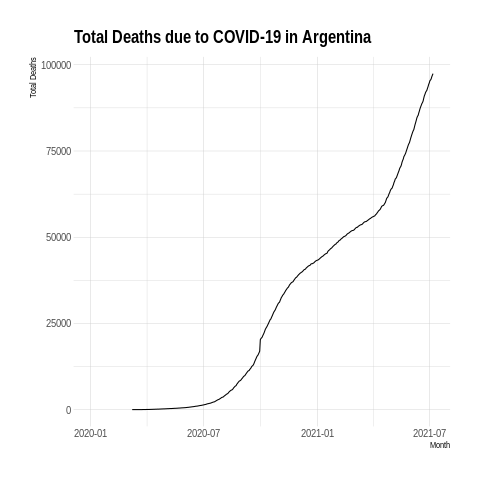 Total Deaths due to COVID-19 in Argentina
Total Deaths
100000
75000
50000
25000
0
2020-01 2020-07 2021-01 2021-07
Month